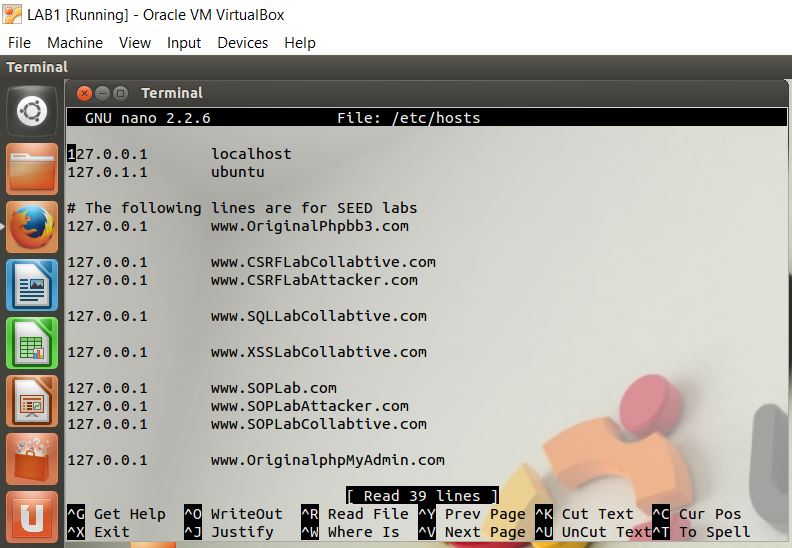 LAB1 [Running] - Oracle VM VirtualBox
File Machine View Input Devices Help
Terminal
Terminal
GNU nano 2.2.6 File: /etc/hosts
127.0.0.1 localhost
127.0.1.1 ubuntu
# The following lines are for SEED labs
127.0.0.1 www.OriginalPhpbb3.com
127.0.0.1 www.CSRFLabCollabtive.com
127.0.0.1 www.CSRFLabAttacker.com
127.0.0.1 www.SQLLabCollabtive.com
127.0.0.1 www.XSSLabCollabtive.com
127.0.0.1 www.SOPLab.com
127.0.0.1 www.SOPLabAttacker.com
127.0.0.1 www.SOPLabCollabtive.com
127.0.0.1 www.OriginalphpMyAdmin.com
[ Read 39 lines ]
^G Get Help ^O WriteOut ^R Read File ^Y Prev Page ^K Cut Text ^C Cur Pos
^X Exit ^J Justify ^W Where Is ^V Next Page ^U UnCut Text ^T To Spell